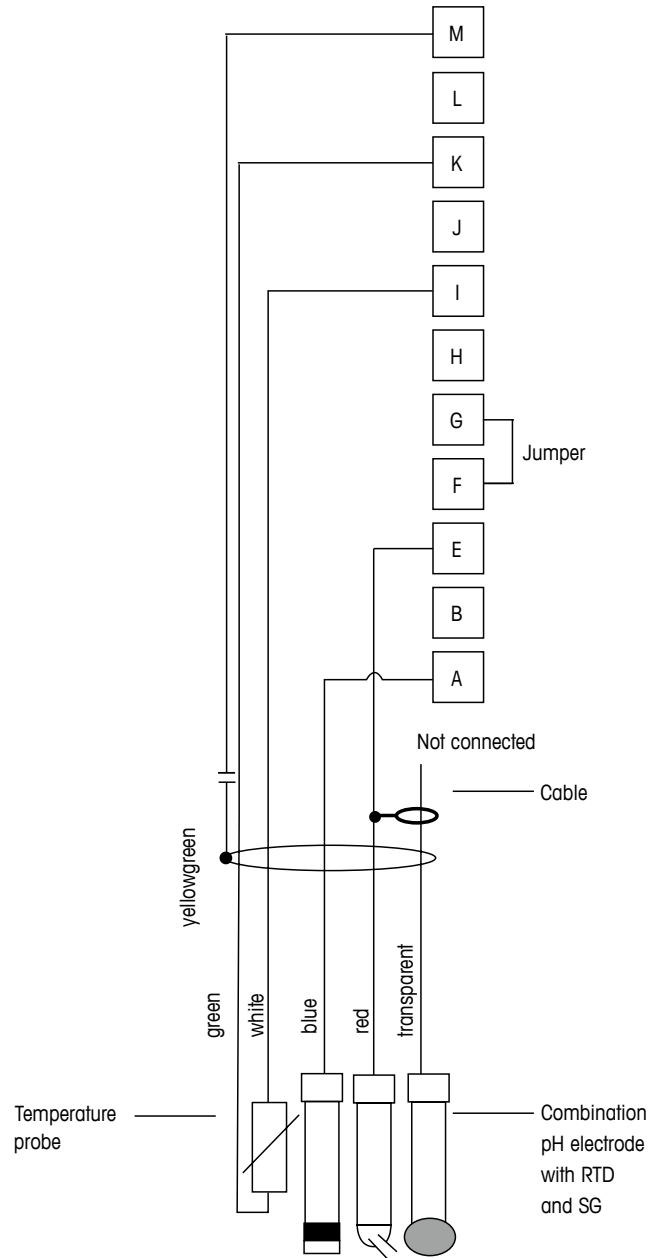 M
L
K
J
I
H
G
Jumper
F
E
B
A
Not connected
Cable
yellowgreen
green
white
blue
red
transparent
Temperature
probe
Combination
pH electrode
with RTD
and SG